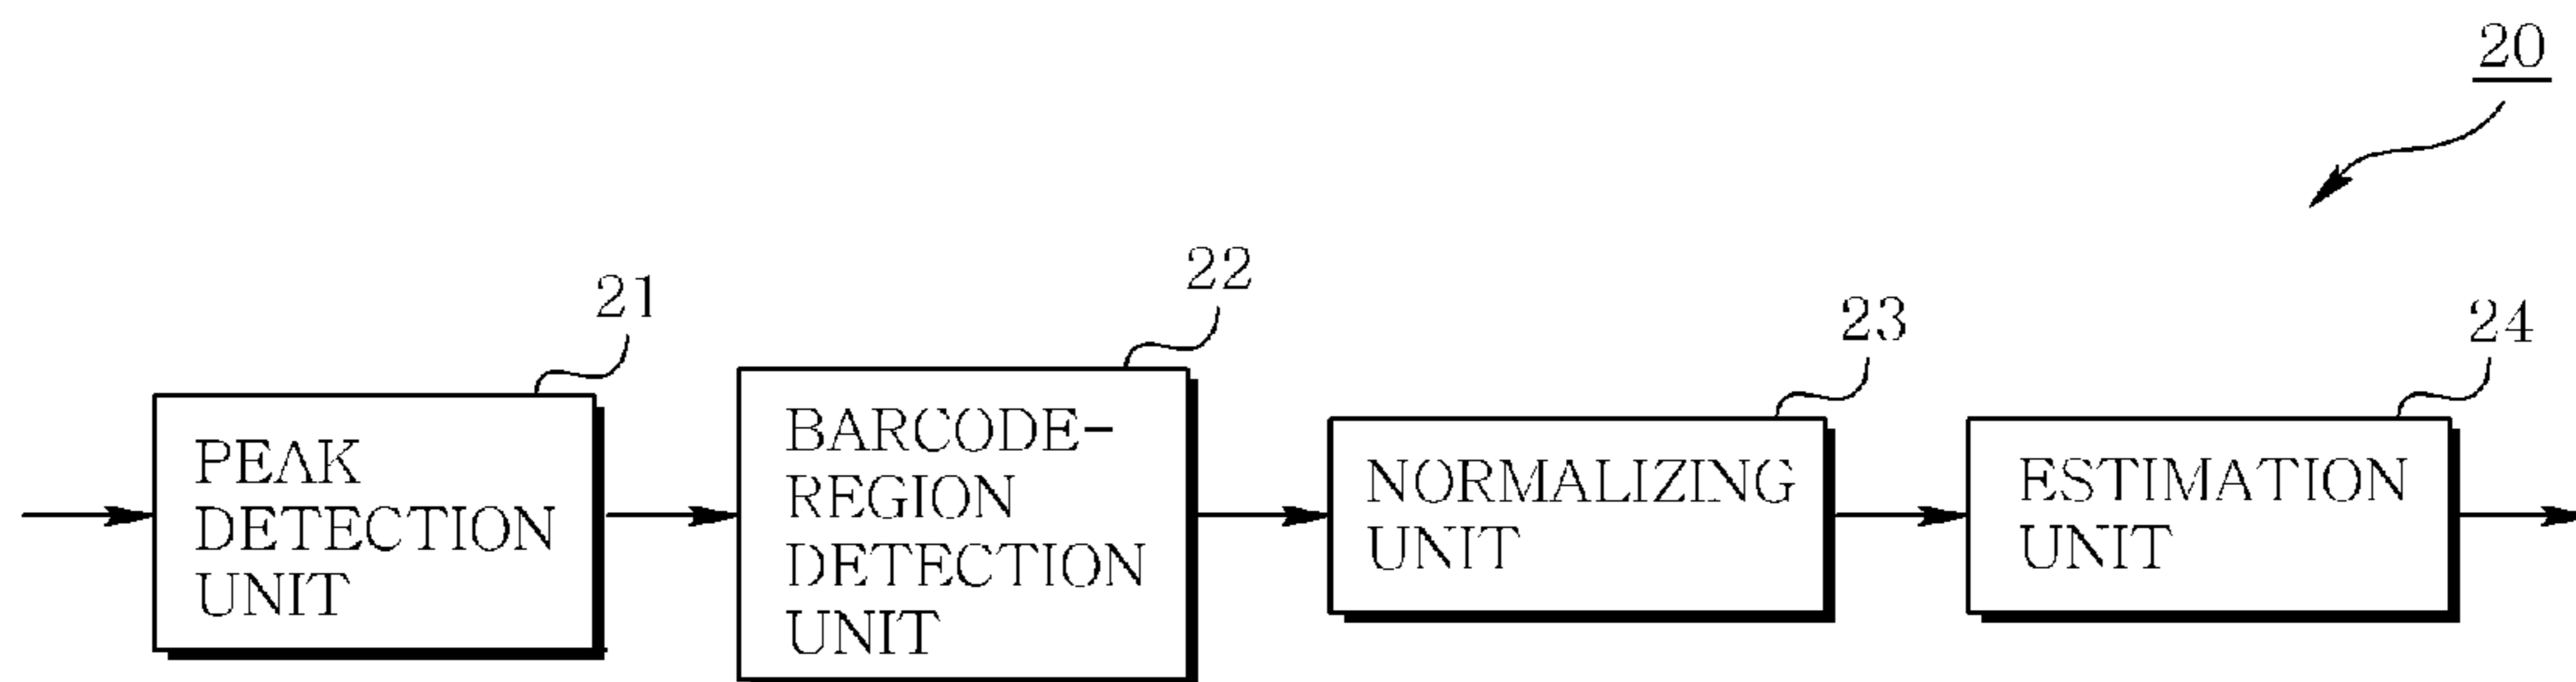 20
21
22
23
24
PEAK
DETECTION
UNIT
BARCODE-
REGION
DETECTION
UNIT
NORMALIZING
UNIT
ESTIMATION
UNIT